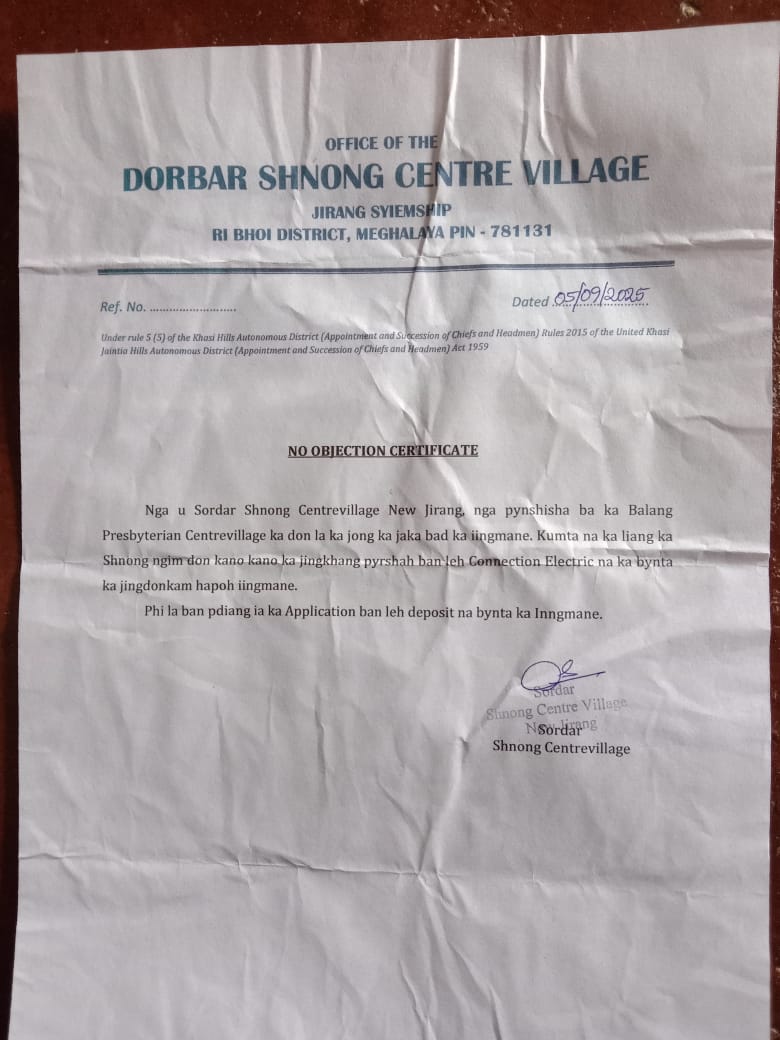 OFFICE OF THE
DORBAR SHNONG CENTRE VILLAGE
JIRANG SYIEMSHIP
RI BHOI DISTRICT, MEGHALAYA PIN - 781131
Ref. No. ..........................
Dated 05/09/2025
Under rule 5 (5) of the Khasi Hills Autonomous District (Appointment and Succession of Chiefs and Headmen) Rules 2015 of the United Khasi
Jaintia Hills Autonomous District (Appointment and Succession of Chiefs and Headmen) Act 1959
NO OBJECTION CERTIFICATE
Nga u Sordar Shnong Centrevillage New Jirang, nga pynshisha ba ka Balang
Presbyterian Centrevillage ka don la ka jong ka jaka bad ka iingmane. Kumta na ka liang ka
Shnong ngim don kano kano ka jingkhang pyrshah ban leh Connection Electric na ka bynta
ka jingdonkam hapoh iingmane.
Phi la ban pdiang ia ka Application ban leh deposit na bynta ka Inngmane.
Sordar
Shnong Centre Village
New Jirang
Sordar
Shnong Centrevillage